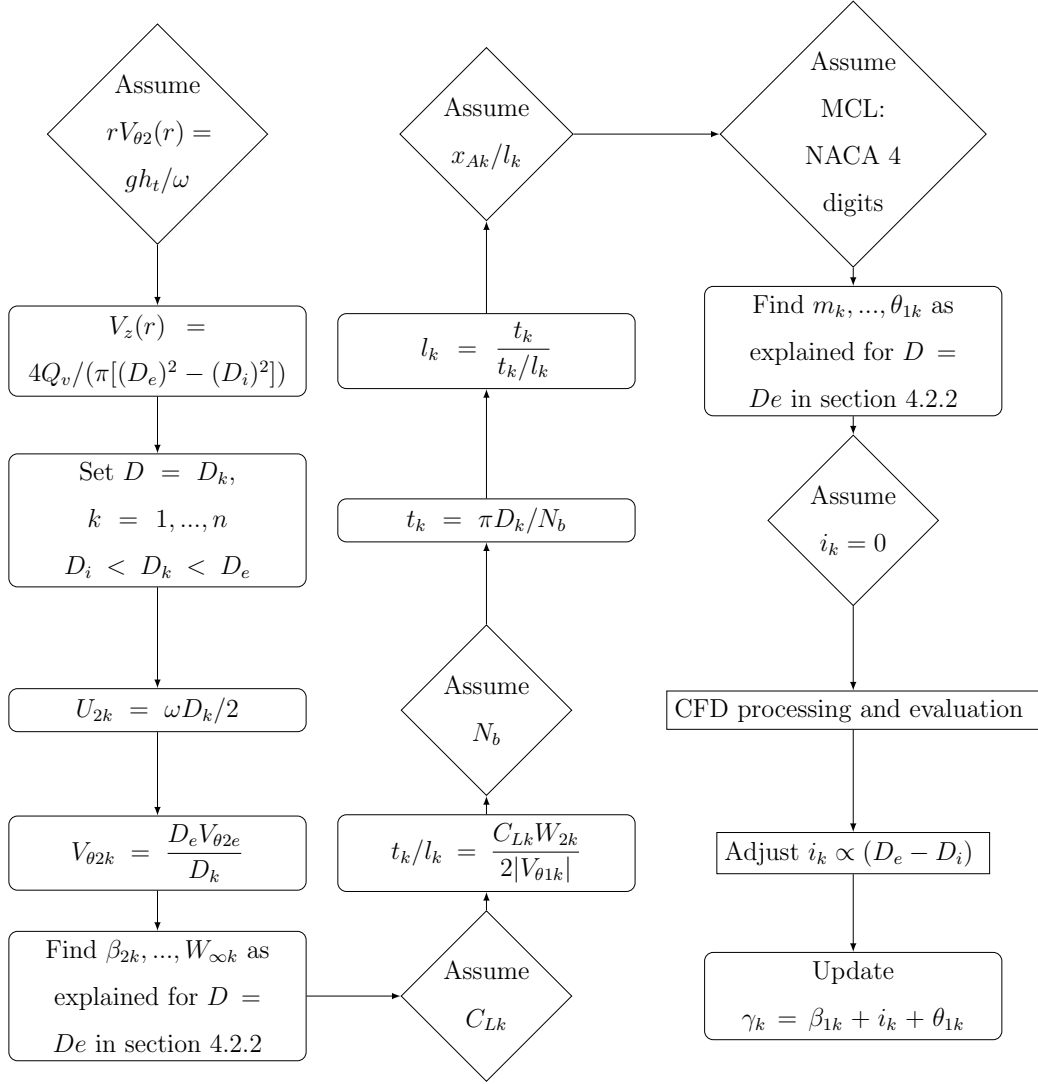 Assume
rV_{θ2}(r) =
gh_t/ω
V_z(r) =
4Q_v/(π[(D_e)^2 − (D_i)^2])
Set D = D_k,
k = 1, ..., n
D_i < D_k < D_e
U_{2k} = ωD_k/2
V_{θ2k} = \frac{D_e V_{θ2e}}{D_k}
Find β_{2k}, ..., W_{∞k} as
explained for D =
De in section 4.2.2
Assume
C_{Lk}
t_k/l_k = \frac{C_{Lk} W_{2k}}{2|V_{θ1k}|}
Assume
N_b
t_k = πD_k/N_b
l_k = \frac{t_k}{t_k/l_k}
Assume
x_{Ak}/l_k
Assume
MCL:
NACA 4
digits
Find m_k, ..., θ_{1k} as
explained for D =
De in section 4.2.2
Assume
i_k = 0
CFD processing and evaluation
Adjust i_k ∝ (D_e − D_i)
Update
γ_k = β_{1k} + i_k + θ_{1k}